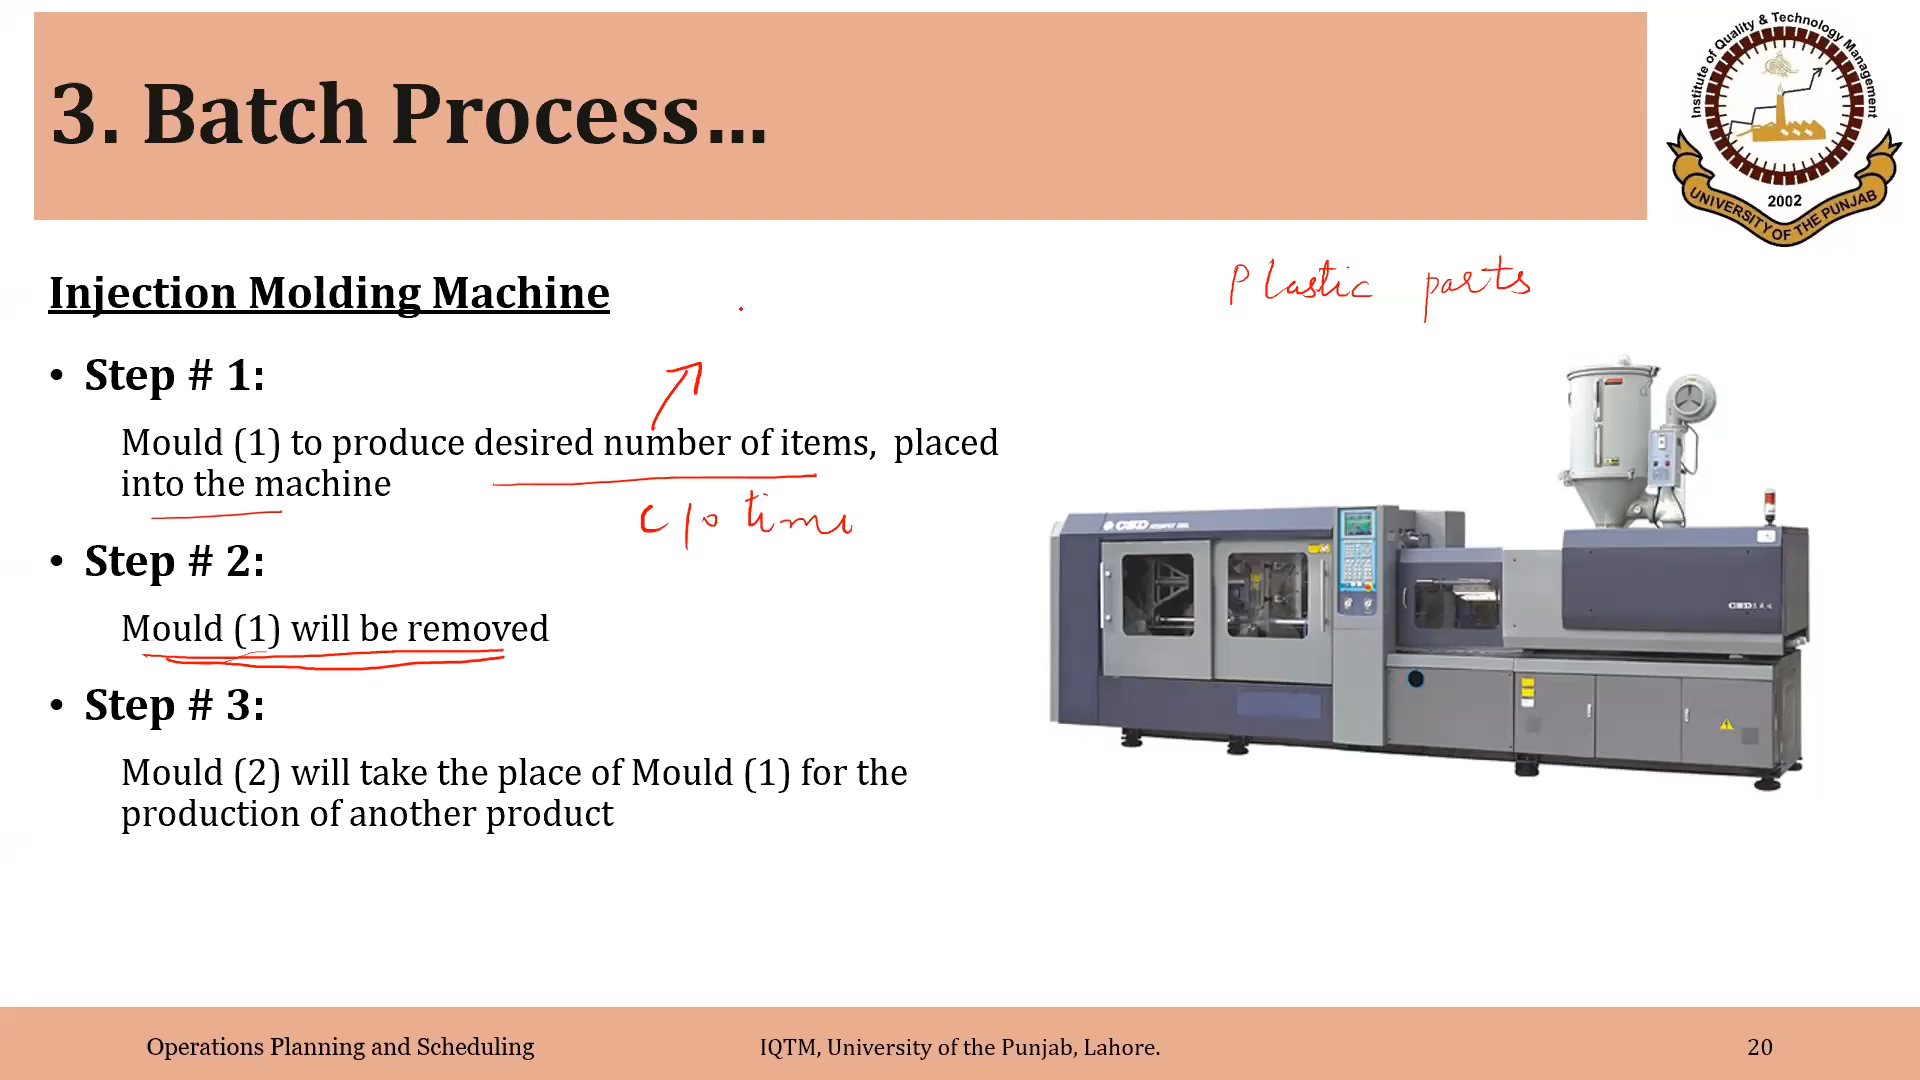 3. Batch Process...
Institute of Quality & Technology Management
2002
UNIVERSITY OF THE PUNJAB
Injection Molding Machine
Plastic parts
• Step # 1:
Mould (1) to produce desired number of items, placed
into the machine
c/o time
• Step # 2:
Mould (1) will be removed
• Step # 3:
Mould (2) will take the place of Mould (1) for the
production of another product
CSD
CSD
Operations Planning and Scheduling
IQTM, University of the Punjab, Lahore.
20